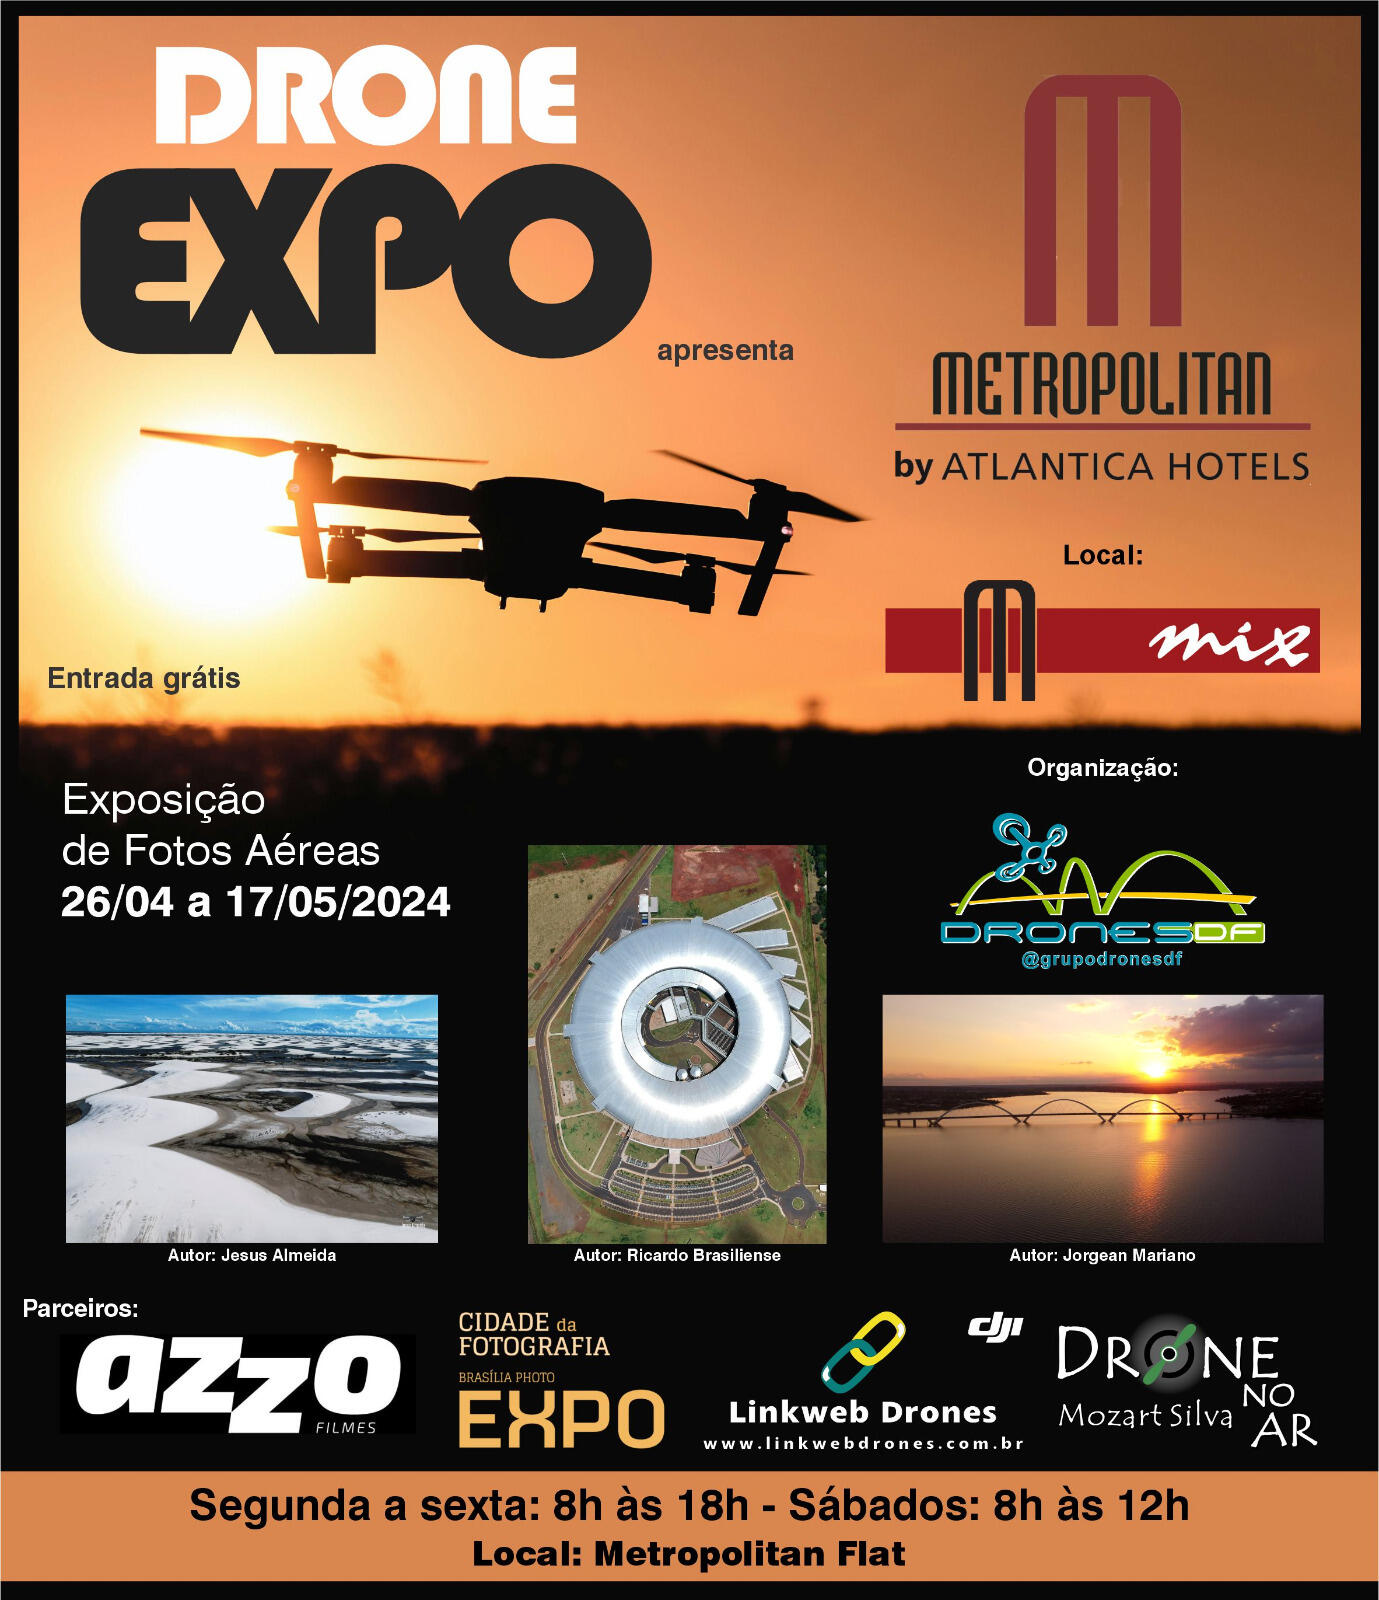 DRONE
EXPO
apresenta
METROPOLITAN
by ATLANTICA HOTELS
Local:
mix
Entrada grátis
Organização:
Exposição
de Fotos Aéreas
26/04 a 17/05/2024
DRONESDF
@grupodronesdf
Autor: Jesus Almeida
Autor: Ricardo Brasiliense
Autor: Jorgean Mariano
Parceiros:
azzo
FILMES
CIDADE da
FOTOGRAFIA
BRASÍLIA PHOTO
EXPO
Linkweb Drones
www.linkwebdrones.com.br
dji
DRONE
NO
AR
Mozart Silva
Segunda a sexta: 8h às 18h - Sábados: 8h às 12h
Local: Metropolitan Flat